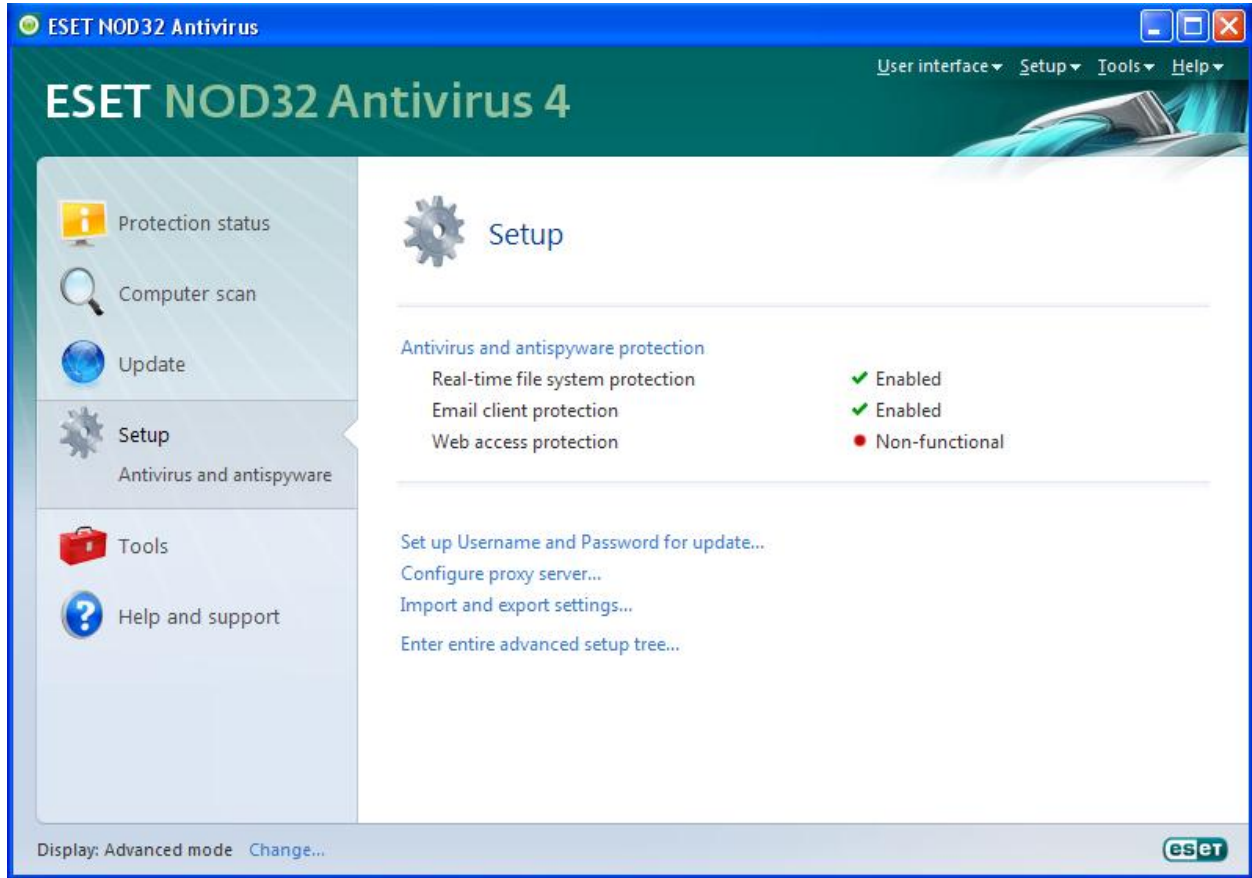 ESET NOD32 Antivirus
User interface Setup Tools Help
ESET NOD32 Antivirus 4
Protection status
Computer scan
Update
Setup
Antivirus and antispyware
Tools
Help and support
Setup
Antivirus and antispyware protection
Real-time file system protection Enabled
Email client protection Enabled
Web access protection Non-functional
Set up Username and Password for update...
Configure proxy server...
Import and export settings...
Enter entire advanced setup tree...
Display: Advanced mode Change...
eseT